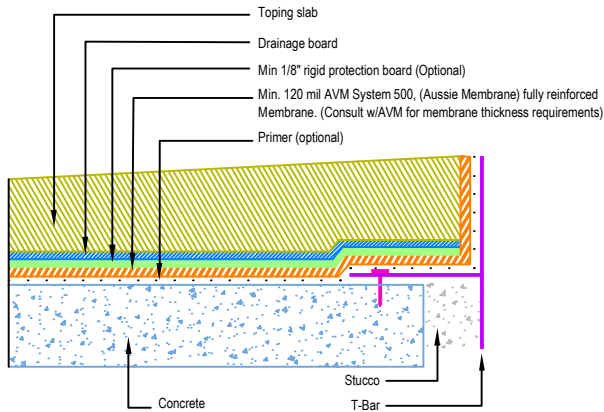 Toping slab
Drainage board
Min 1/8" rigid protection board (Optional)
Min. 120 mil AVM System 500, (Aussie Membrane) fully reinforced
Membrane. (Consult w/AVM for membrane thickness requirements)
Primer (optional)
Stucco
Concrete
T-Bar